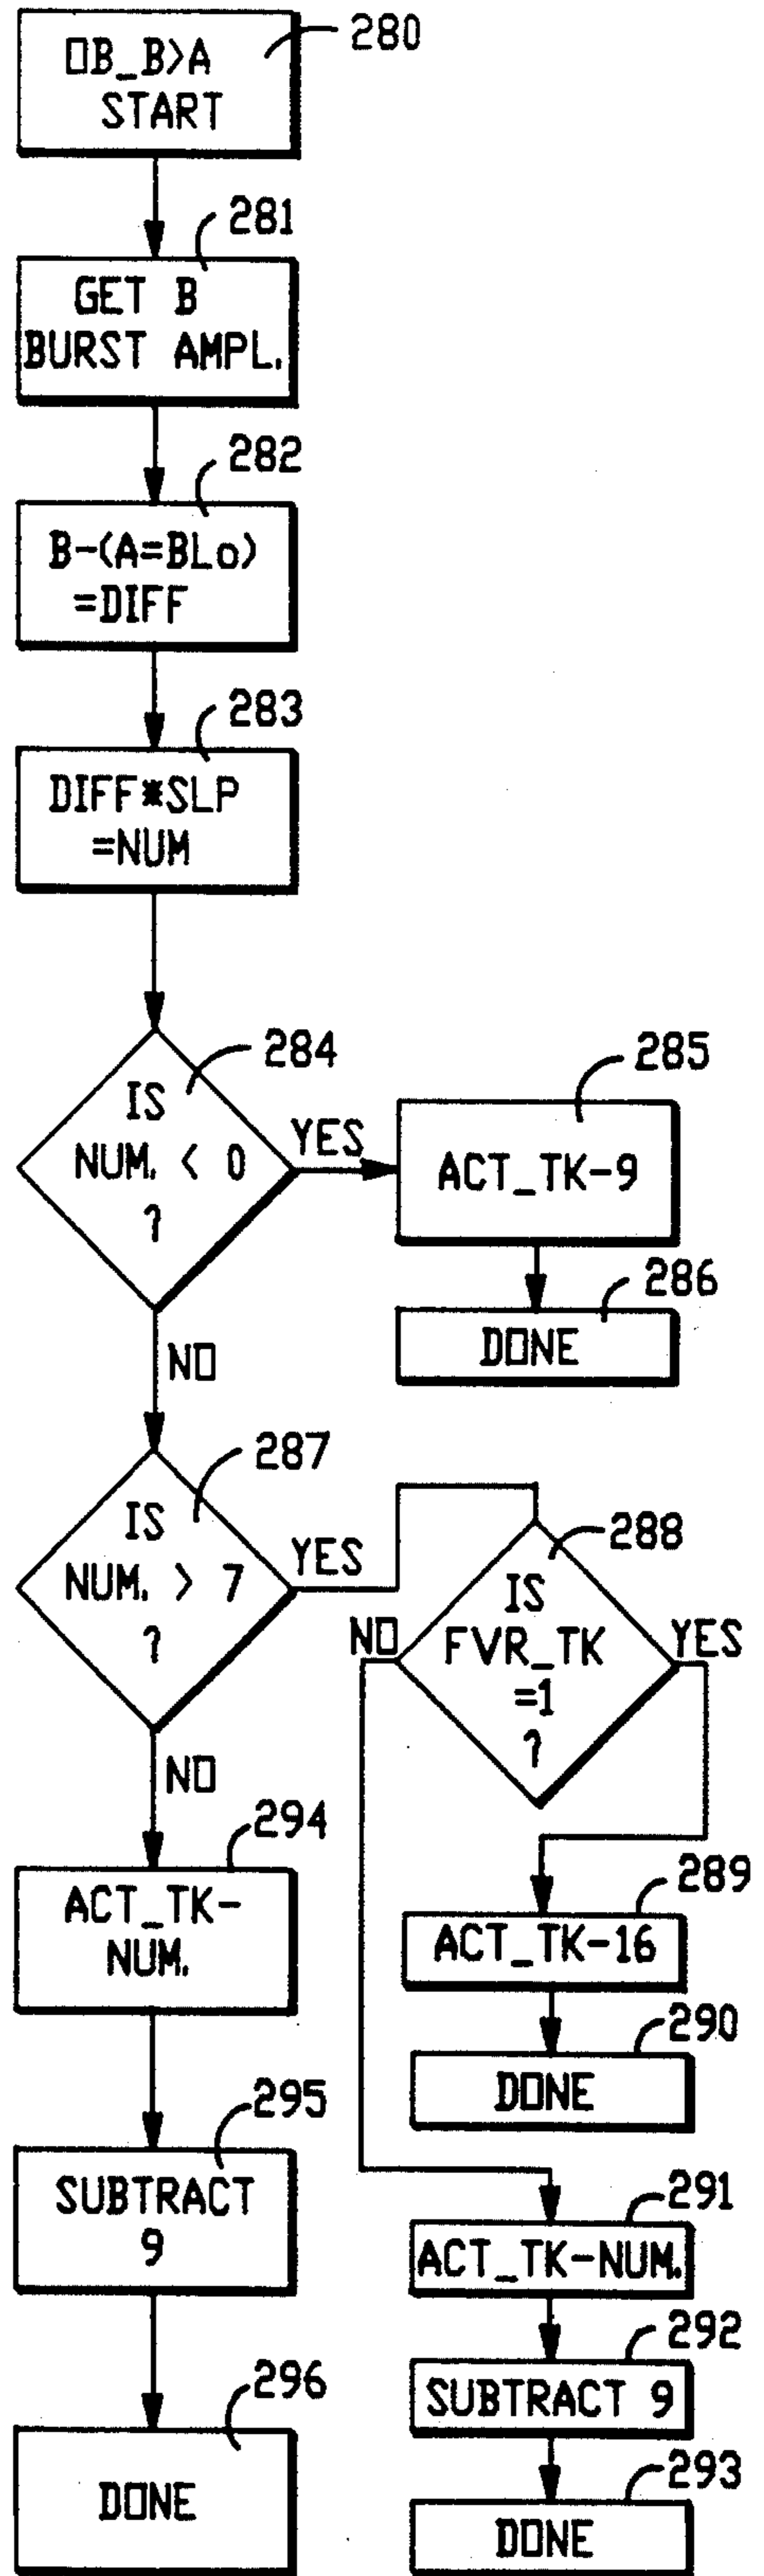 OB_B>A
START
280
281
GET B
BURST AMPL.
282
B-(A=BLo)
=DIFF
283
DIFF*SLP
=NUM
284
IS
NUM. < 0
?
YES
285
ACT_TK-9
286
DONE
NO
287
IS
NUM. > 7
?
YES
288
IS
FVR_TK
=1
?
NO
YES
289
ACT_TK-16
290
DONE
291
ACT_TK-NUM.
292
SUBTRACT 9
293
DONE
NO
294
ACT_TK-
NUM.
295
SUBTRACT
9
296
DONE